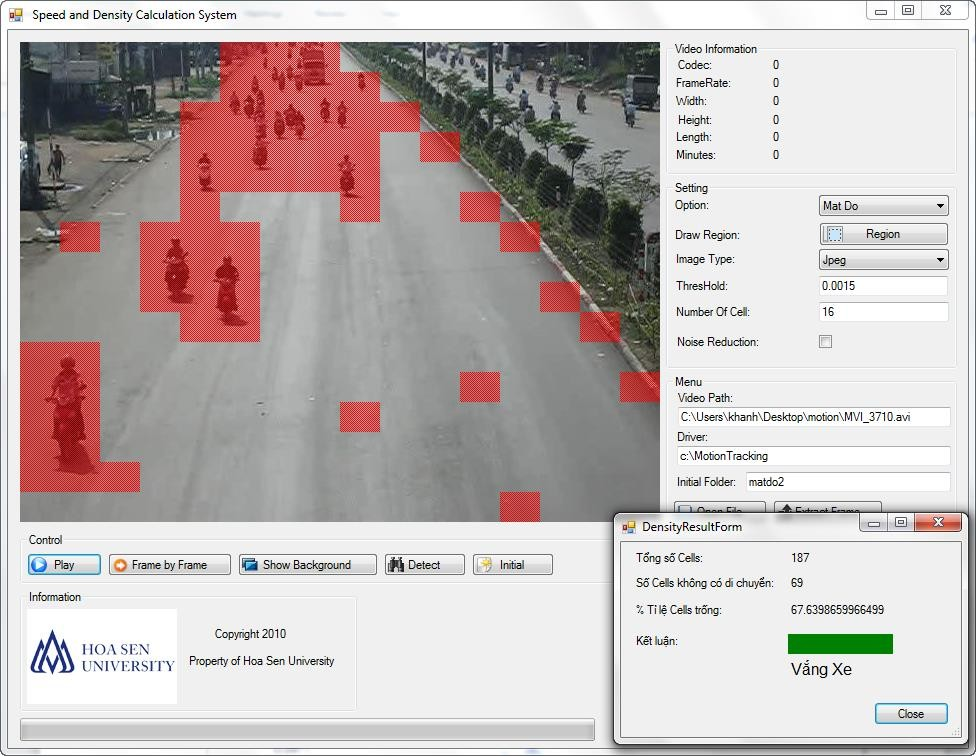 Speed and Density Calculation System
Video Information
Codec: 0
FrameRate: 0
Width: 0
Height: 0
Length: 0
Minutes: 0
Setting
Option: Mat Do
Draw Region: Region
Image Type: Jpeg
ThresHold: 0.0015
Number Of Cell: 16
Noise Reduction:
Menu
Video Path:
C:\Users\khanh\Desktop\motion\MVI_3710.avi
Driver:
c:\MotionTracking
Initial Folder: matdo2
Open File Extract Frame
Control
Play Frame by Frame Show Background Detect Initial
Information
HOA SEN
UNIVERSITY
Copyright 2010
Property of Hoa Sen University
DensityResultForm
Tổng số Cells: 187
Số Cells không có di chuyển: 69
% Tỉ lệ Cells trống: 67.6398659966499
Kết luận:
Vắng Xe
Close